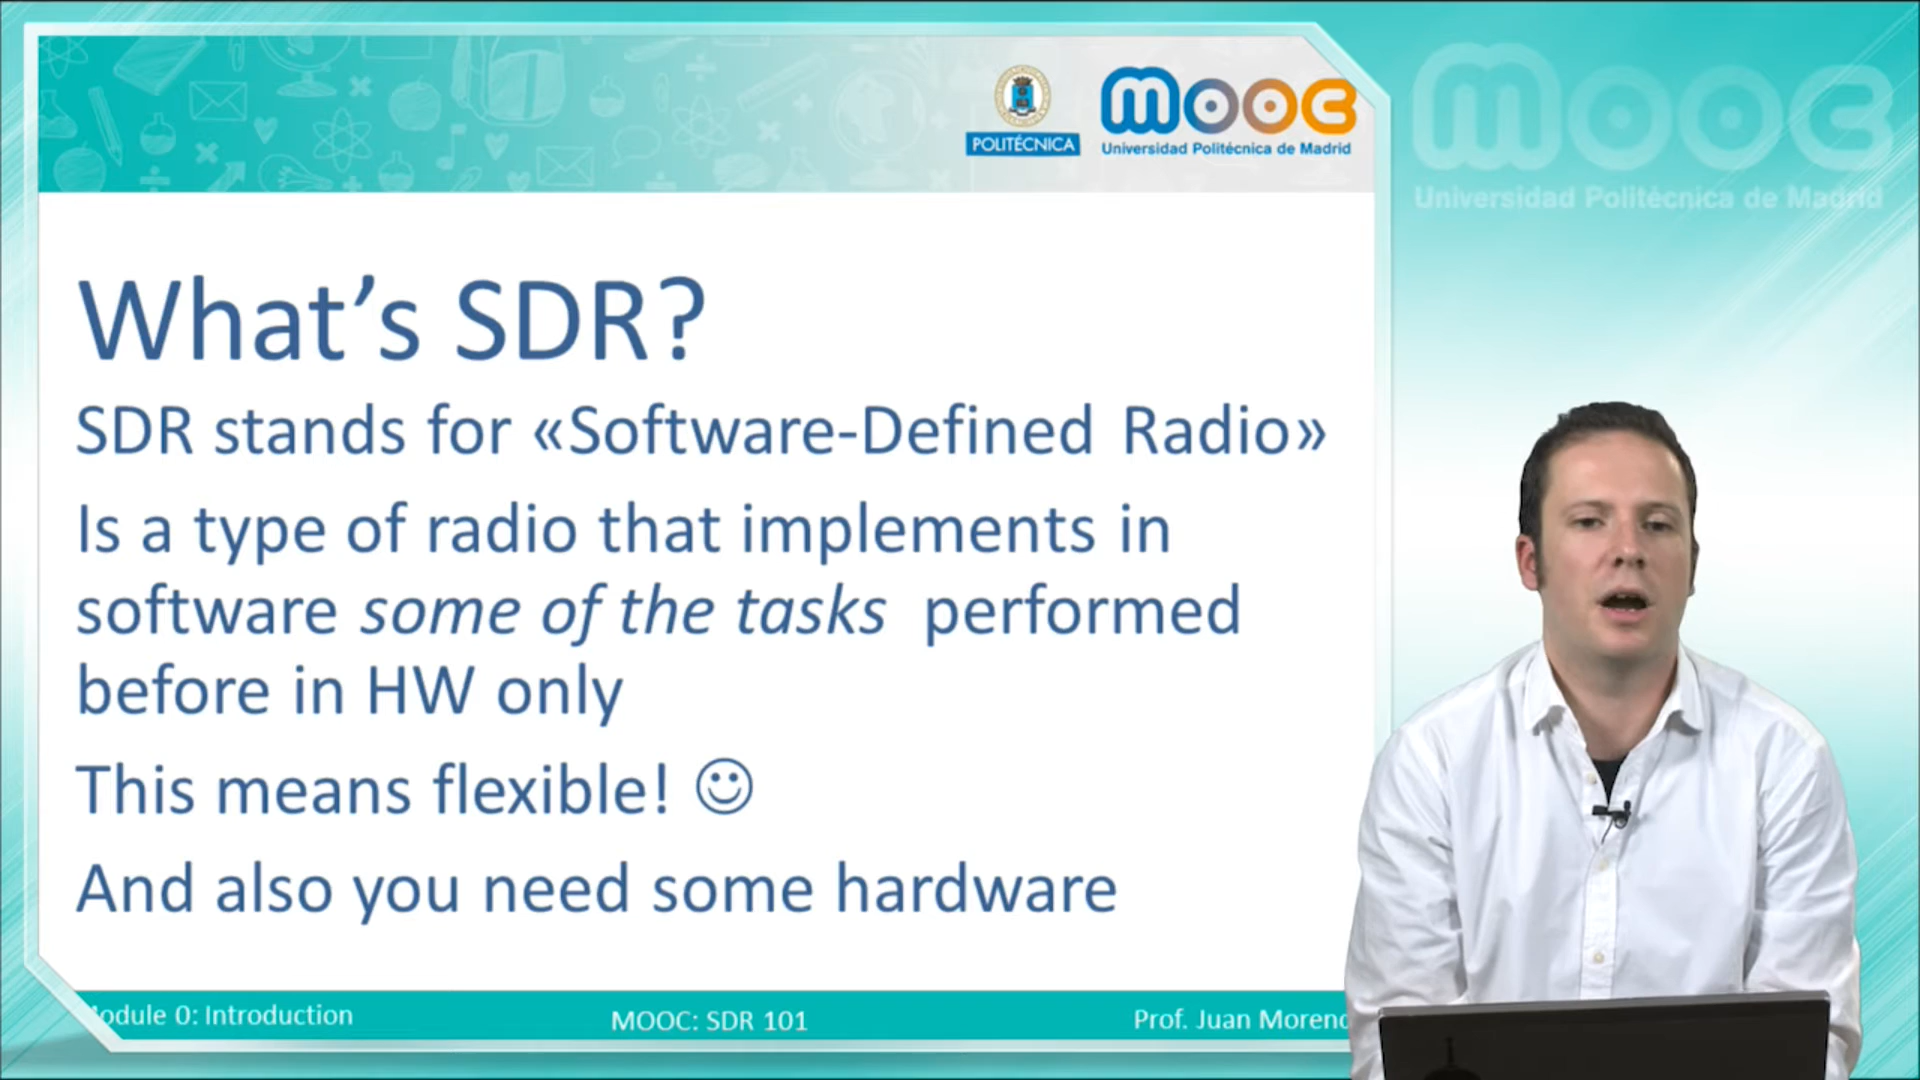 POLITÉCNICA
mooc
Universidad Politécnica de Madrid
mooc
Universidad Politécnica de Madrid
What's SDR?
SDR stands for «Software-Defined Radio»
Is a type of radio that implements in
software some of the tasks performed
before in HW only
This means flexible! ☺
And also you need some hardware
odule 0: Introduction
MOOC: SDR 101
Prof. Juan Moreno